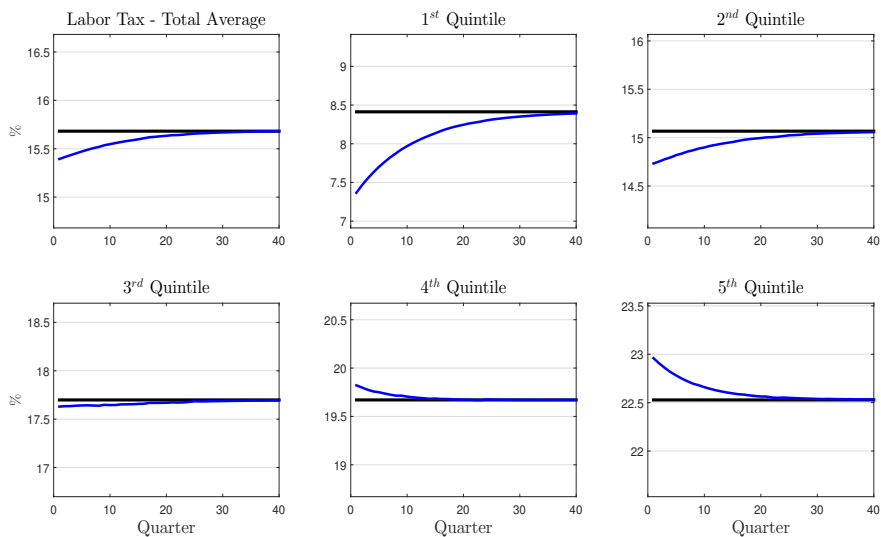 Labor Tax - Total Average
16.5
16
15.5
15
%
0 10 20 30 40
1st Quintile
9
8.5
8
7.5
7
0 10 20 30 40
2nd Quintile
16
15.5
15
14.5
0 10 20 30 40
3rd Quintile
18.5
18
17.5
17
%
0 10 20 30 40
Quarter
4th Quintile
20.5
20
19.5
19
0 10 20 30 40
Quarter
5th Quintile
23.5
23
22.5
22
0 10 20 30 40
Quarter